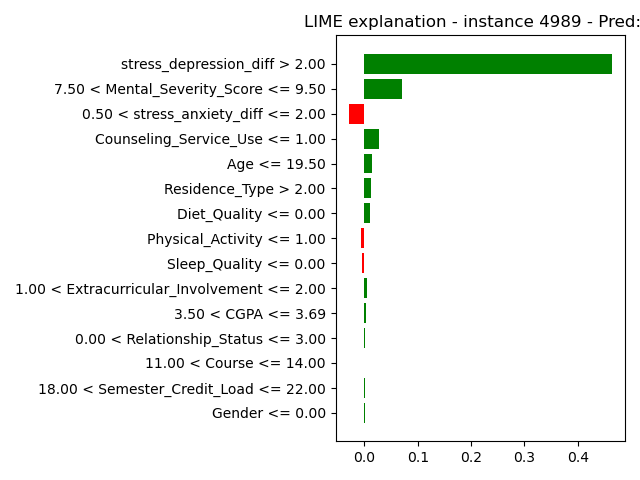 LIME explanation - instance 4989 - Pred:
stress_depression_diff > 2.00
7.50 < Mental_Severity_Score <= 9.50
0.50 < stress_anxiety_diff <= 2.00
Counseling_Service_Use <= 1.00
Age <= 19.50
Residence_Type > 2.00
Diet_Quality <= 0.00
Physical_Activity <= 1.00
Sleep_Quality <= 0.00
1.00 < Extracurricular_Involvement <= 2.00
3.50 < CGPA <= 3.69
0.00 < Relationship_Status <= 3.00
11.00 < Course <= 14.00
18.00 < Semester_Credit_Load <= 22.00
Gender <= 0.00
0.0 0.1 0.2 0.3 0.4